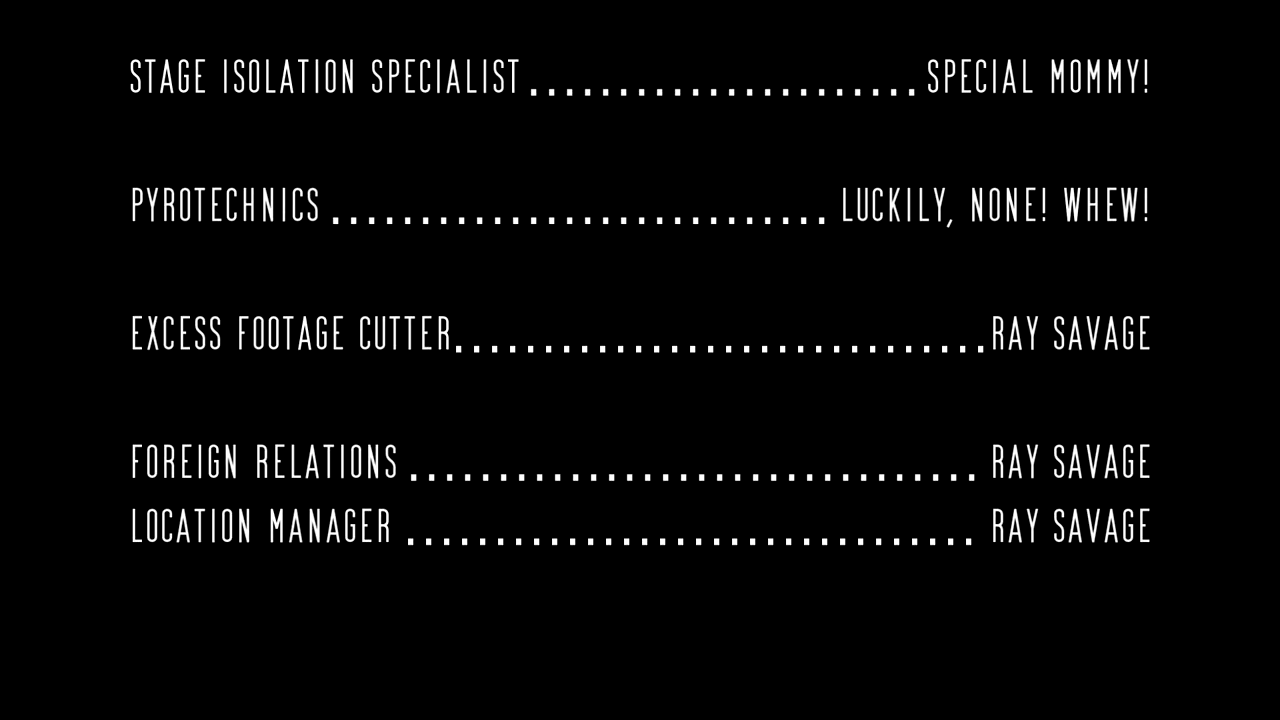 STAGE ISOLATION SPECIALIST ...................... SPECIAL MOMMY!
PYROTECHNICS ............................ LUCKILY, NONE! WHEW!
EXCESS FOOTAGE CUTTER..............................RAY SAVAGE
FOREIGN RELATIONS ................................ RAY SAVAGE
LOCATION MANAGER ................................ RAY SAVAGE